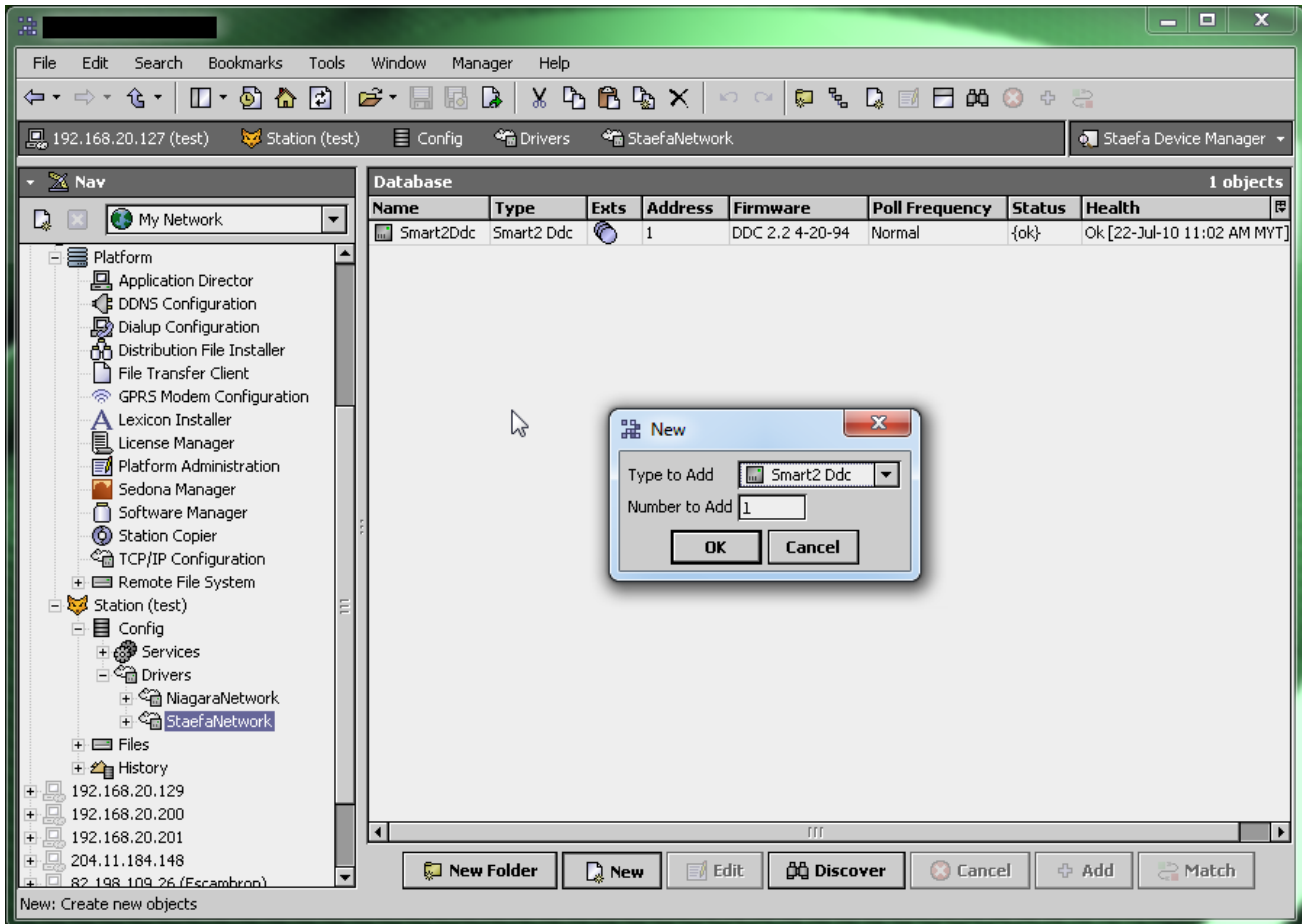 File Edit Search Bookmarks Tools Window Manager Help
192.168.20.127 (test) Station (test) Config Drivers StaefaNetwork Staefa Device Manager
Nav
My Network
Platform
Application Director
DDNS Configuration
Dialup Configuration
Distribution File Installer
File Transfer Client
GPRS Modem Configuration
Lexicon Installer
License Manager
Platform Administration
Sedona Manager
Software Manager
Station Copier
TCP/IP Configuration
Remote File System
Station (test)
Config
Services
Drivers
NiagaraNetwork
StaefaNetwork
Files
History
192.168.20.129
192.168.20.200
192.168.20.201
204.11.184.148
82.198.109.26 (Escambron)
Database 1 objects
Name Type Exts Address Firmware Poll Frequency Status Health
Smart2Ddc Smart2 Ddc 1 DDC 2.2 4-20-94 Normal {ok} Ok [22-Jul-10 11:02 AM MYT]
New
Type to Add Smart2 Ddc
Number to Add 1
OK Cancel
New Folder New Edit Discover Cancel Add Match
New: Create new objects